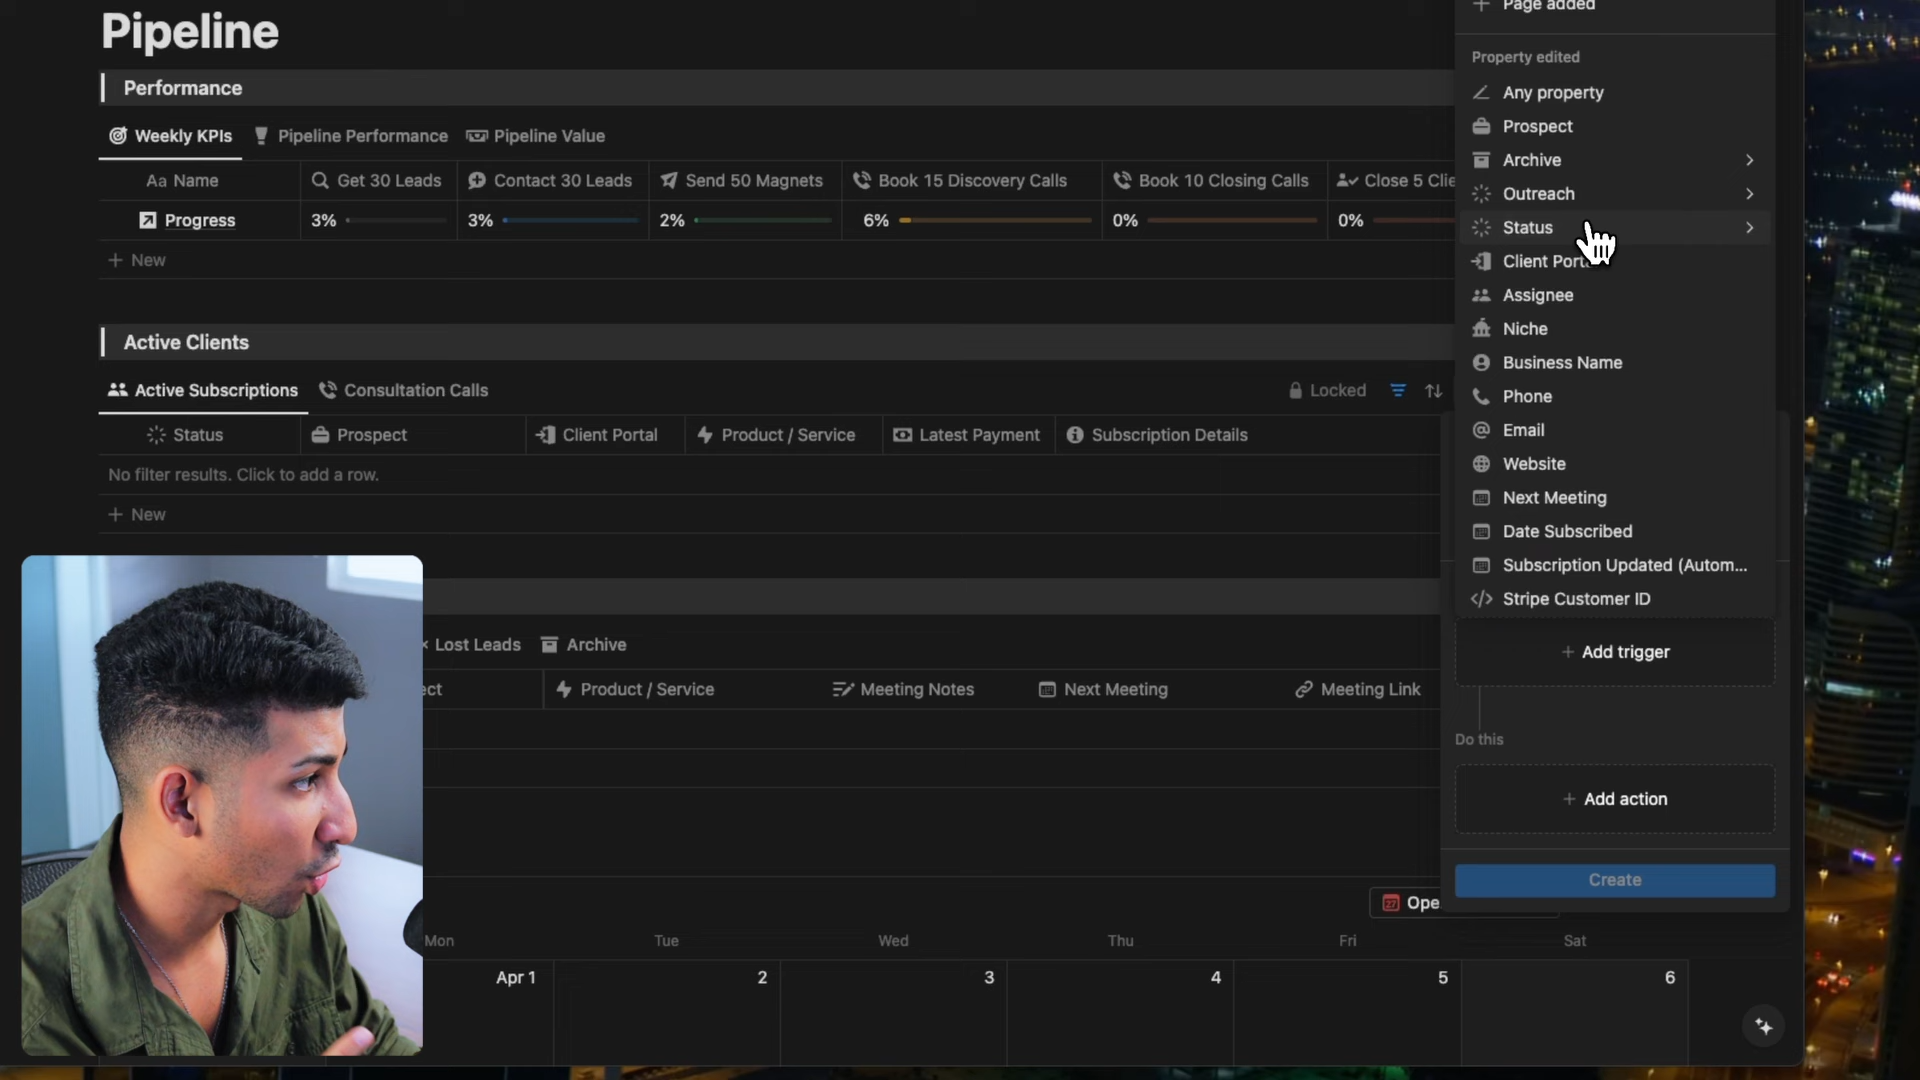 Pipeline
Performance
Weekly KPIs
Pipeline Performance
Pipeline Value
Aa Name
Get 30 Leads
Contact 30 Leads
Send 50 Magnets
Book 15 Discovery Calls
Book 10 Closing Calls
Close 5 Clie
Progress
3%
3%
2%
6%
0%
0%
+ New
Active Clients
Active Subscriptions
Consultation Calls
Locked
Status
Prospect
Client Portal
Product / Service
Latest Payment
Subscription Details
No filter results. Click to add a row.
+ New
Lost Leads
Archive
ect
Product / Service
Meeting Notes
Next Meeting
Meeting Link
27 Ope
Mon
Tue
Wed
Thu
Fri
Sat
Apr 1
2
3
4
5
6
+ Page added
Property edited
Any property
Prospect
Archive
Outreach
Status
Client Port
Assignee
Niche
Business Name
Phone
@ Email
Website
Next Meeting
Date Subscribed
Subscription Updated (Autom...
</> Stripe Customer ID
+ Add trigger
Do this
+ Add action
Create